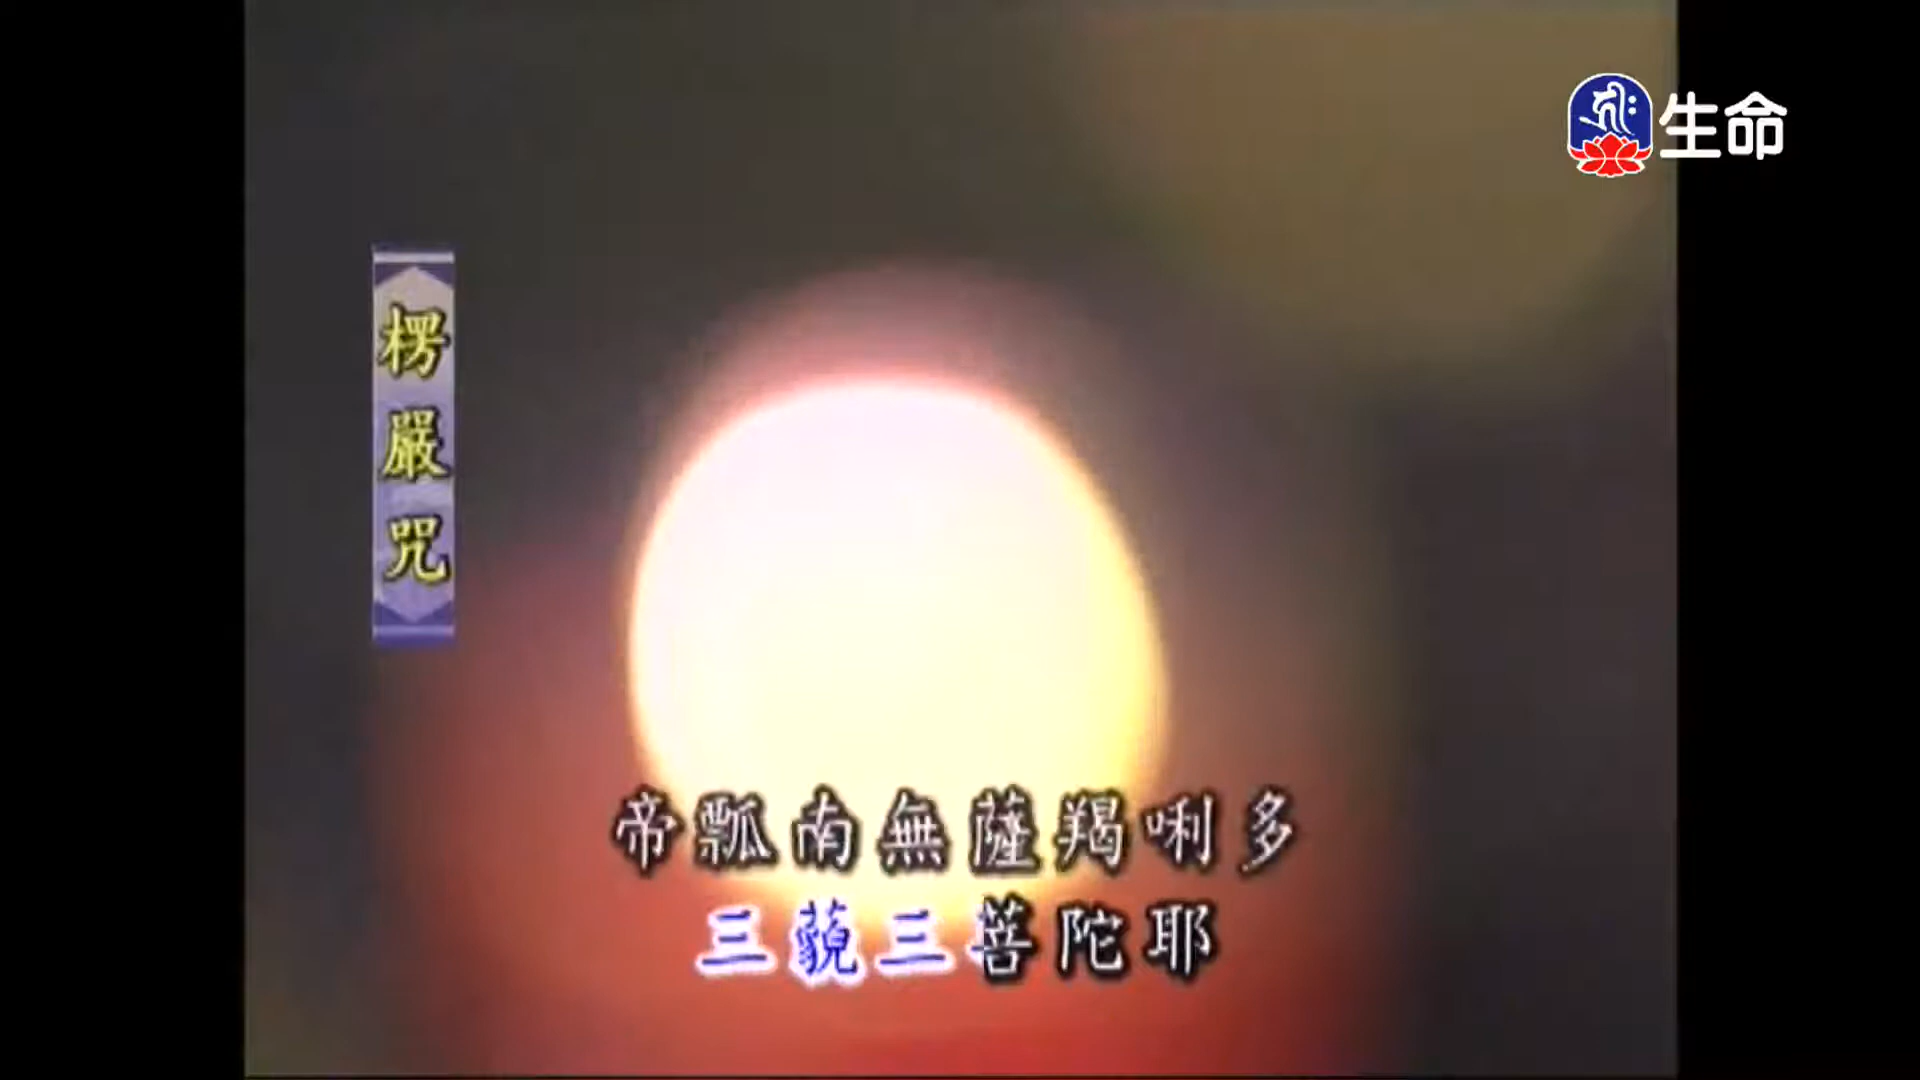 生命
楞嚴咒
帝瓢南無薩羯唎多
三藐三菩陀耶